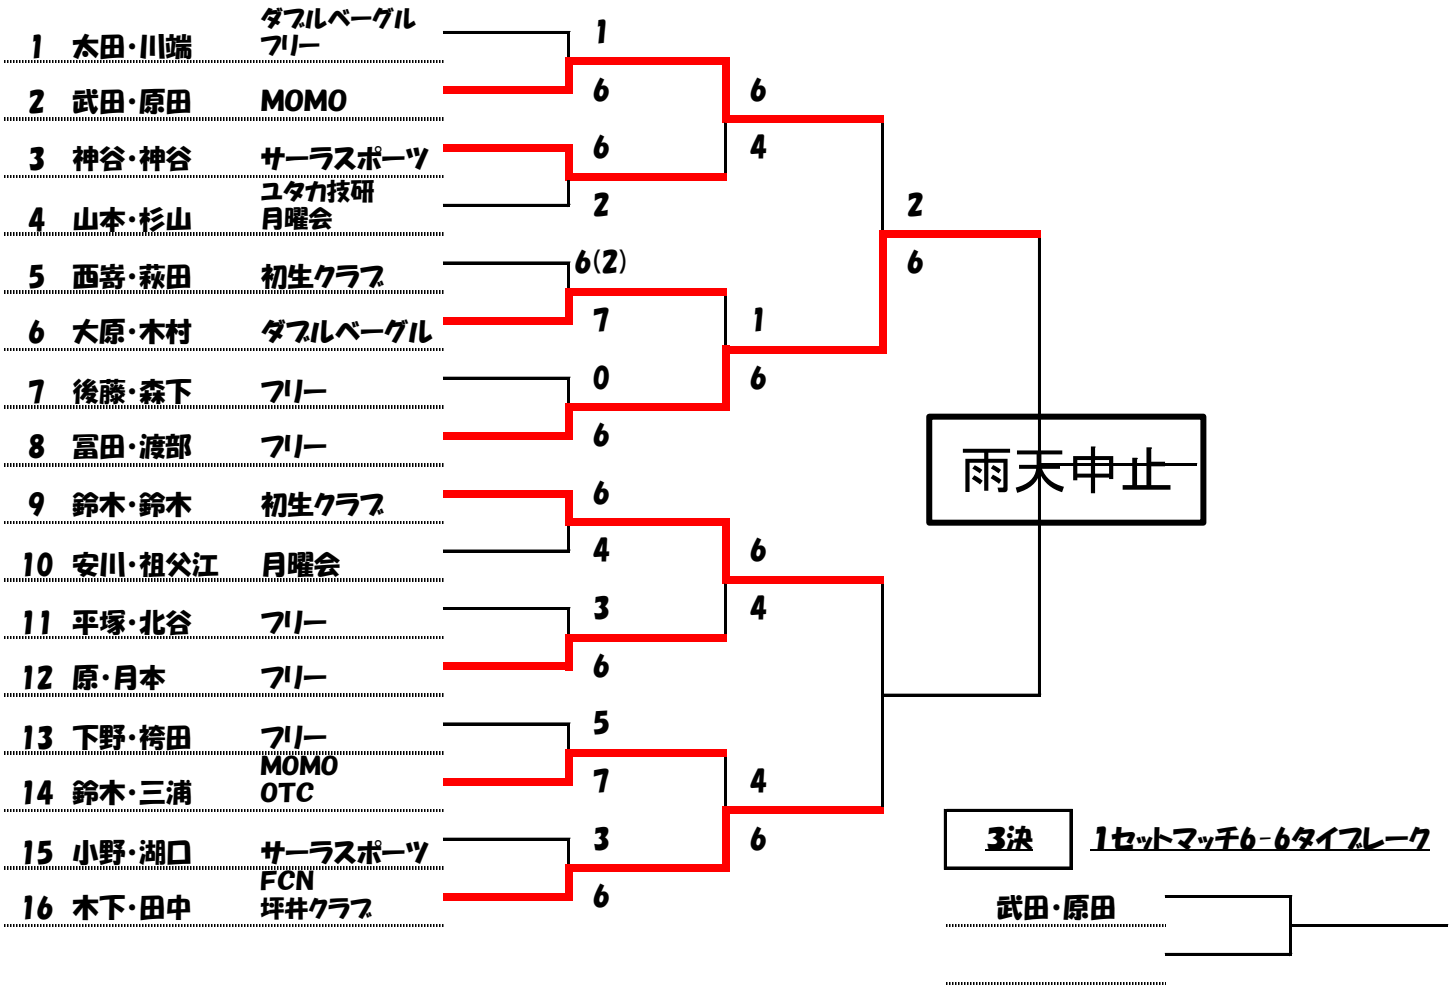 ダブルベーグル
1 太田・川端 フリー
2 武田・原田 MOMO
3 神谷・神谷 サーラスポーツ
ユタカ技研
4 山本・杉山 月曜会
5 西嵜・萩田 初生クラブ
6 大原・木村 ダブルベーグル
7 後藤・森下 フリー
8 冨田・渡部 フリー
9 鈴木・鈴木 初生クラブ
10 安川・祖父江 月曜会
11 平塚・北谷 フリー
12 原・月本 フリー
13 下野・袴田 フリー
MOMO
14 鈴木・三浦 OTC
15 小野・湖口 サーラスポーツ
FCN
16 木下・田中 坪井クラブ
1
6
6
2
6(2)
7
0
6
6
4
3
6
5
7
3
6
6
4
1
6
6
4
4
6
2
6
雨天中止
3決 1セットマッチ6-6タイブレーク
武田・原田